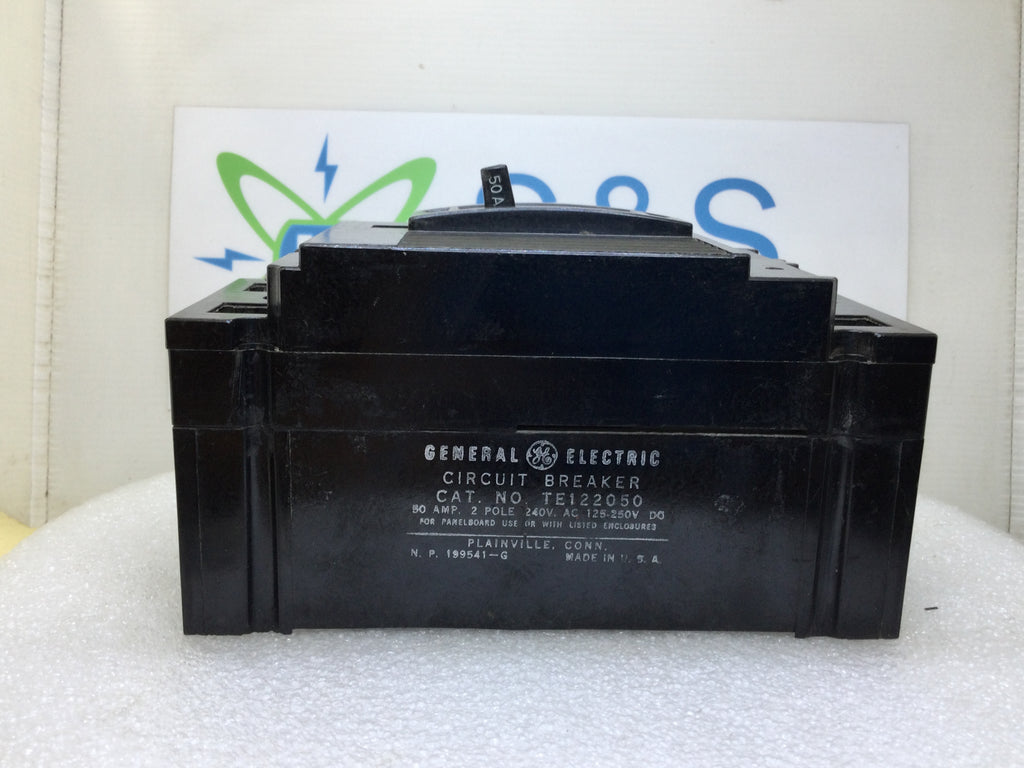 50 A
& S
GENERAL GE ELECTRIC
CIRCUIT BREAKER
CAT. NO. TE122050
50 AMP. 2 POLE 240V. AC 125-250V DC
FOR PANELBOARD USE OR WITH LISTED ENCLOSURES
PLAINVILLE, CONN.
N. P. 199541-G MADE IN U. S. A.